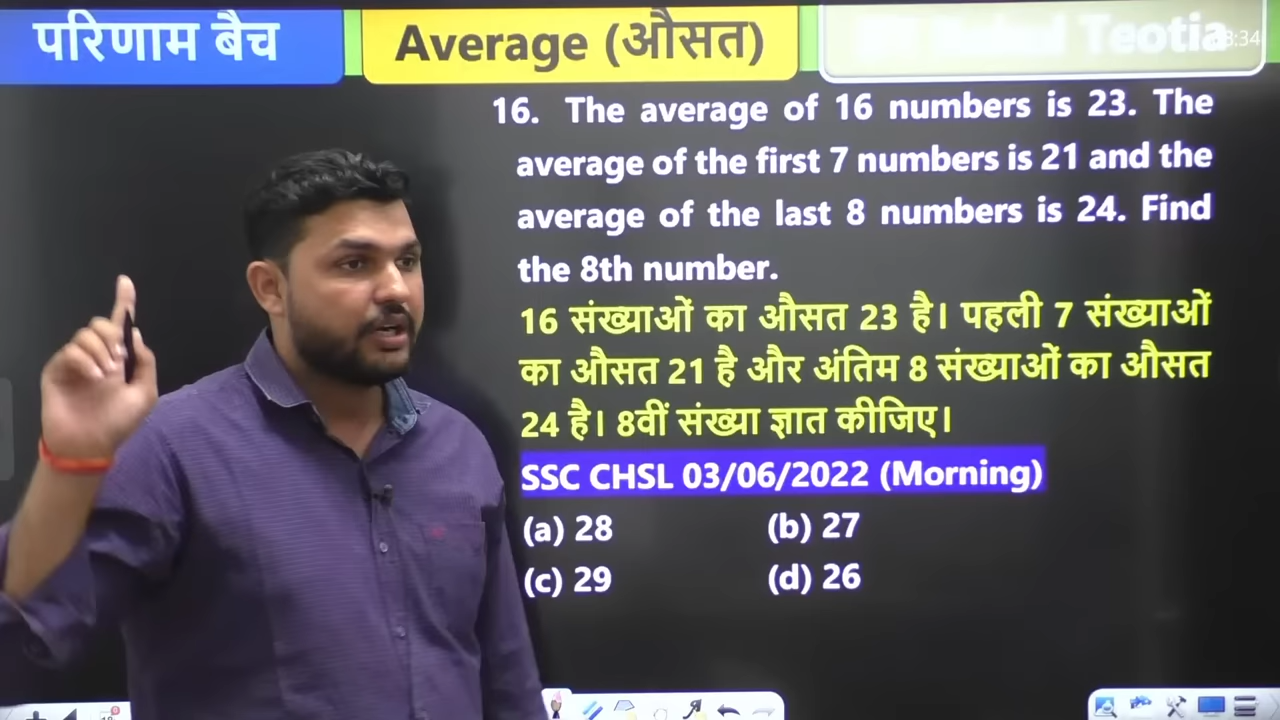 परिणाम बैच
Average (औसत)
Teotia
16. The average of 16 numbers is 23. The
average of the first 7 numbers is 21 and the
average of the last 8 numbers is 24. Find
the 8th number.
16 संख्याओं का औसत 23 है। पहली 7 संख्याओं
का औसत 21 है और अंतिम 8 संख्याओं का औसत
24 है। 8वीं संख्या ज्ञात कीजिए।
SSC CHSL 03/06/2022 (Morning)
(a) 28 (b) 27
(c) 29 (d) 26